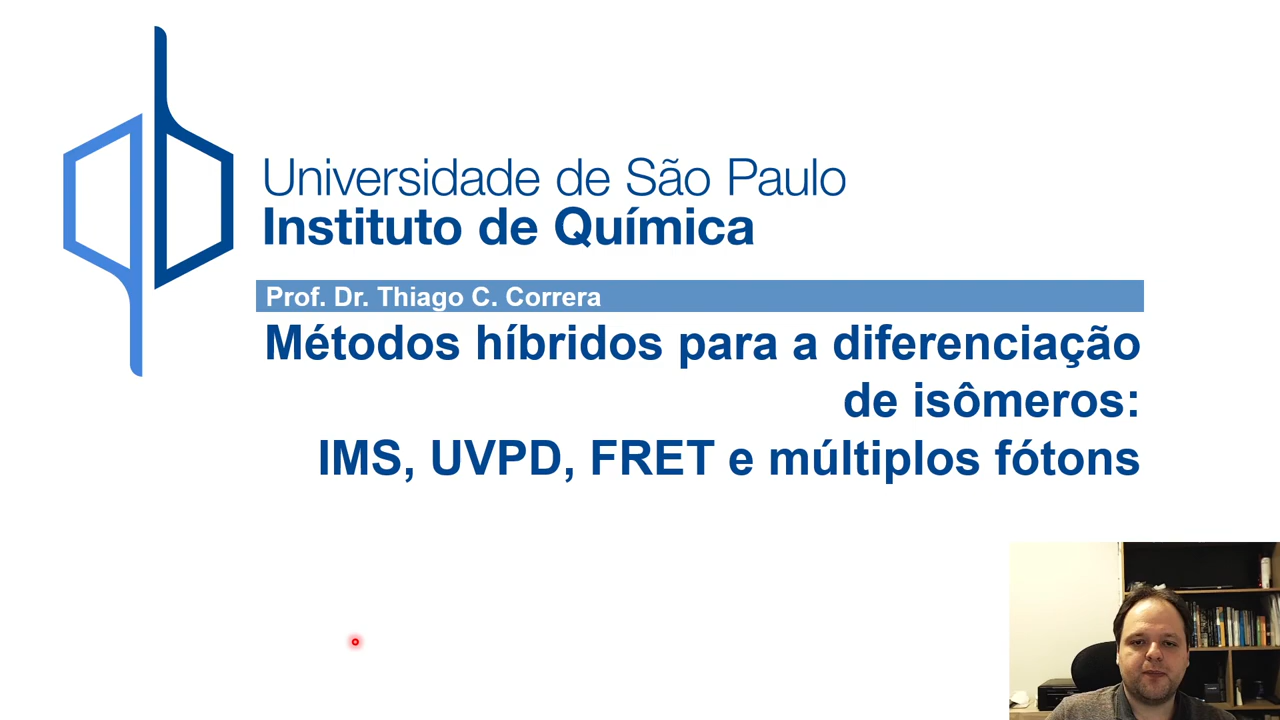 Universidade de São Paulo
Instituto de Química
Prof. Dr. Thiago C. Correra
Métodos híbridos para a diferenciação
de isômeros:
IMS, UVPD, FRET e múltiplos fótons